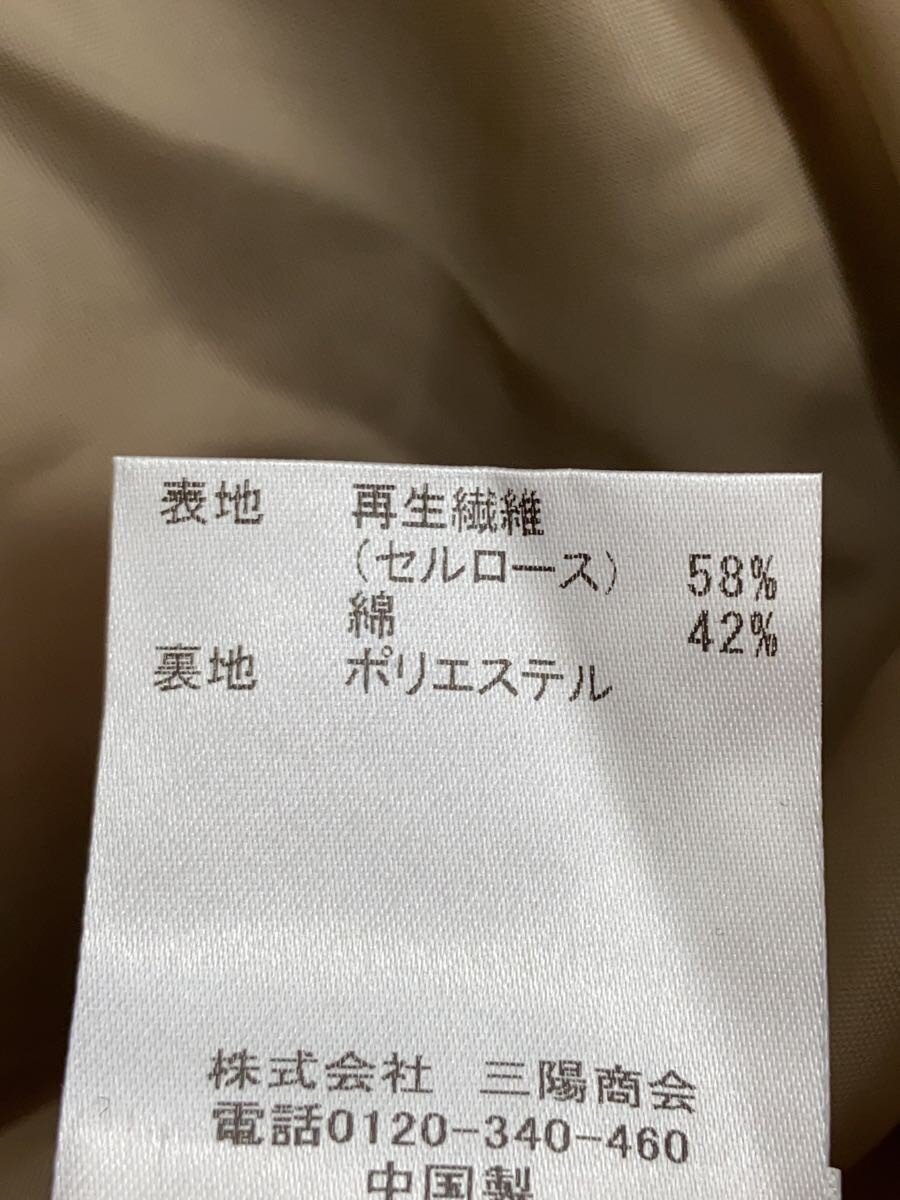 表地 再生繊維
(セルロース) 58%
綿 42%
裏地 ポリエステル
株式会社 三陽商会
電話0120-340-460
中国製